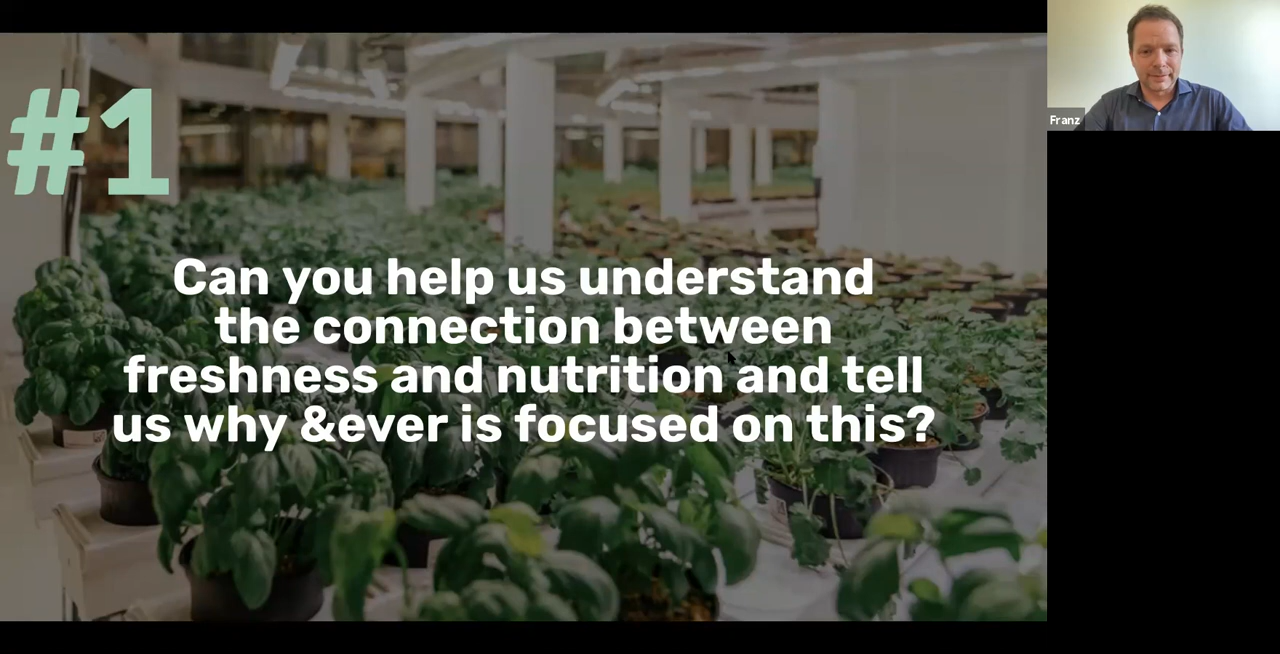 #1
Can you help us understand
the connection between
freshness and nutrition and tell
us why &ever is focused on this?
Franz